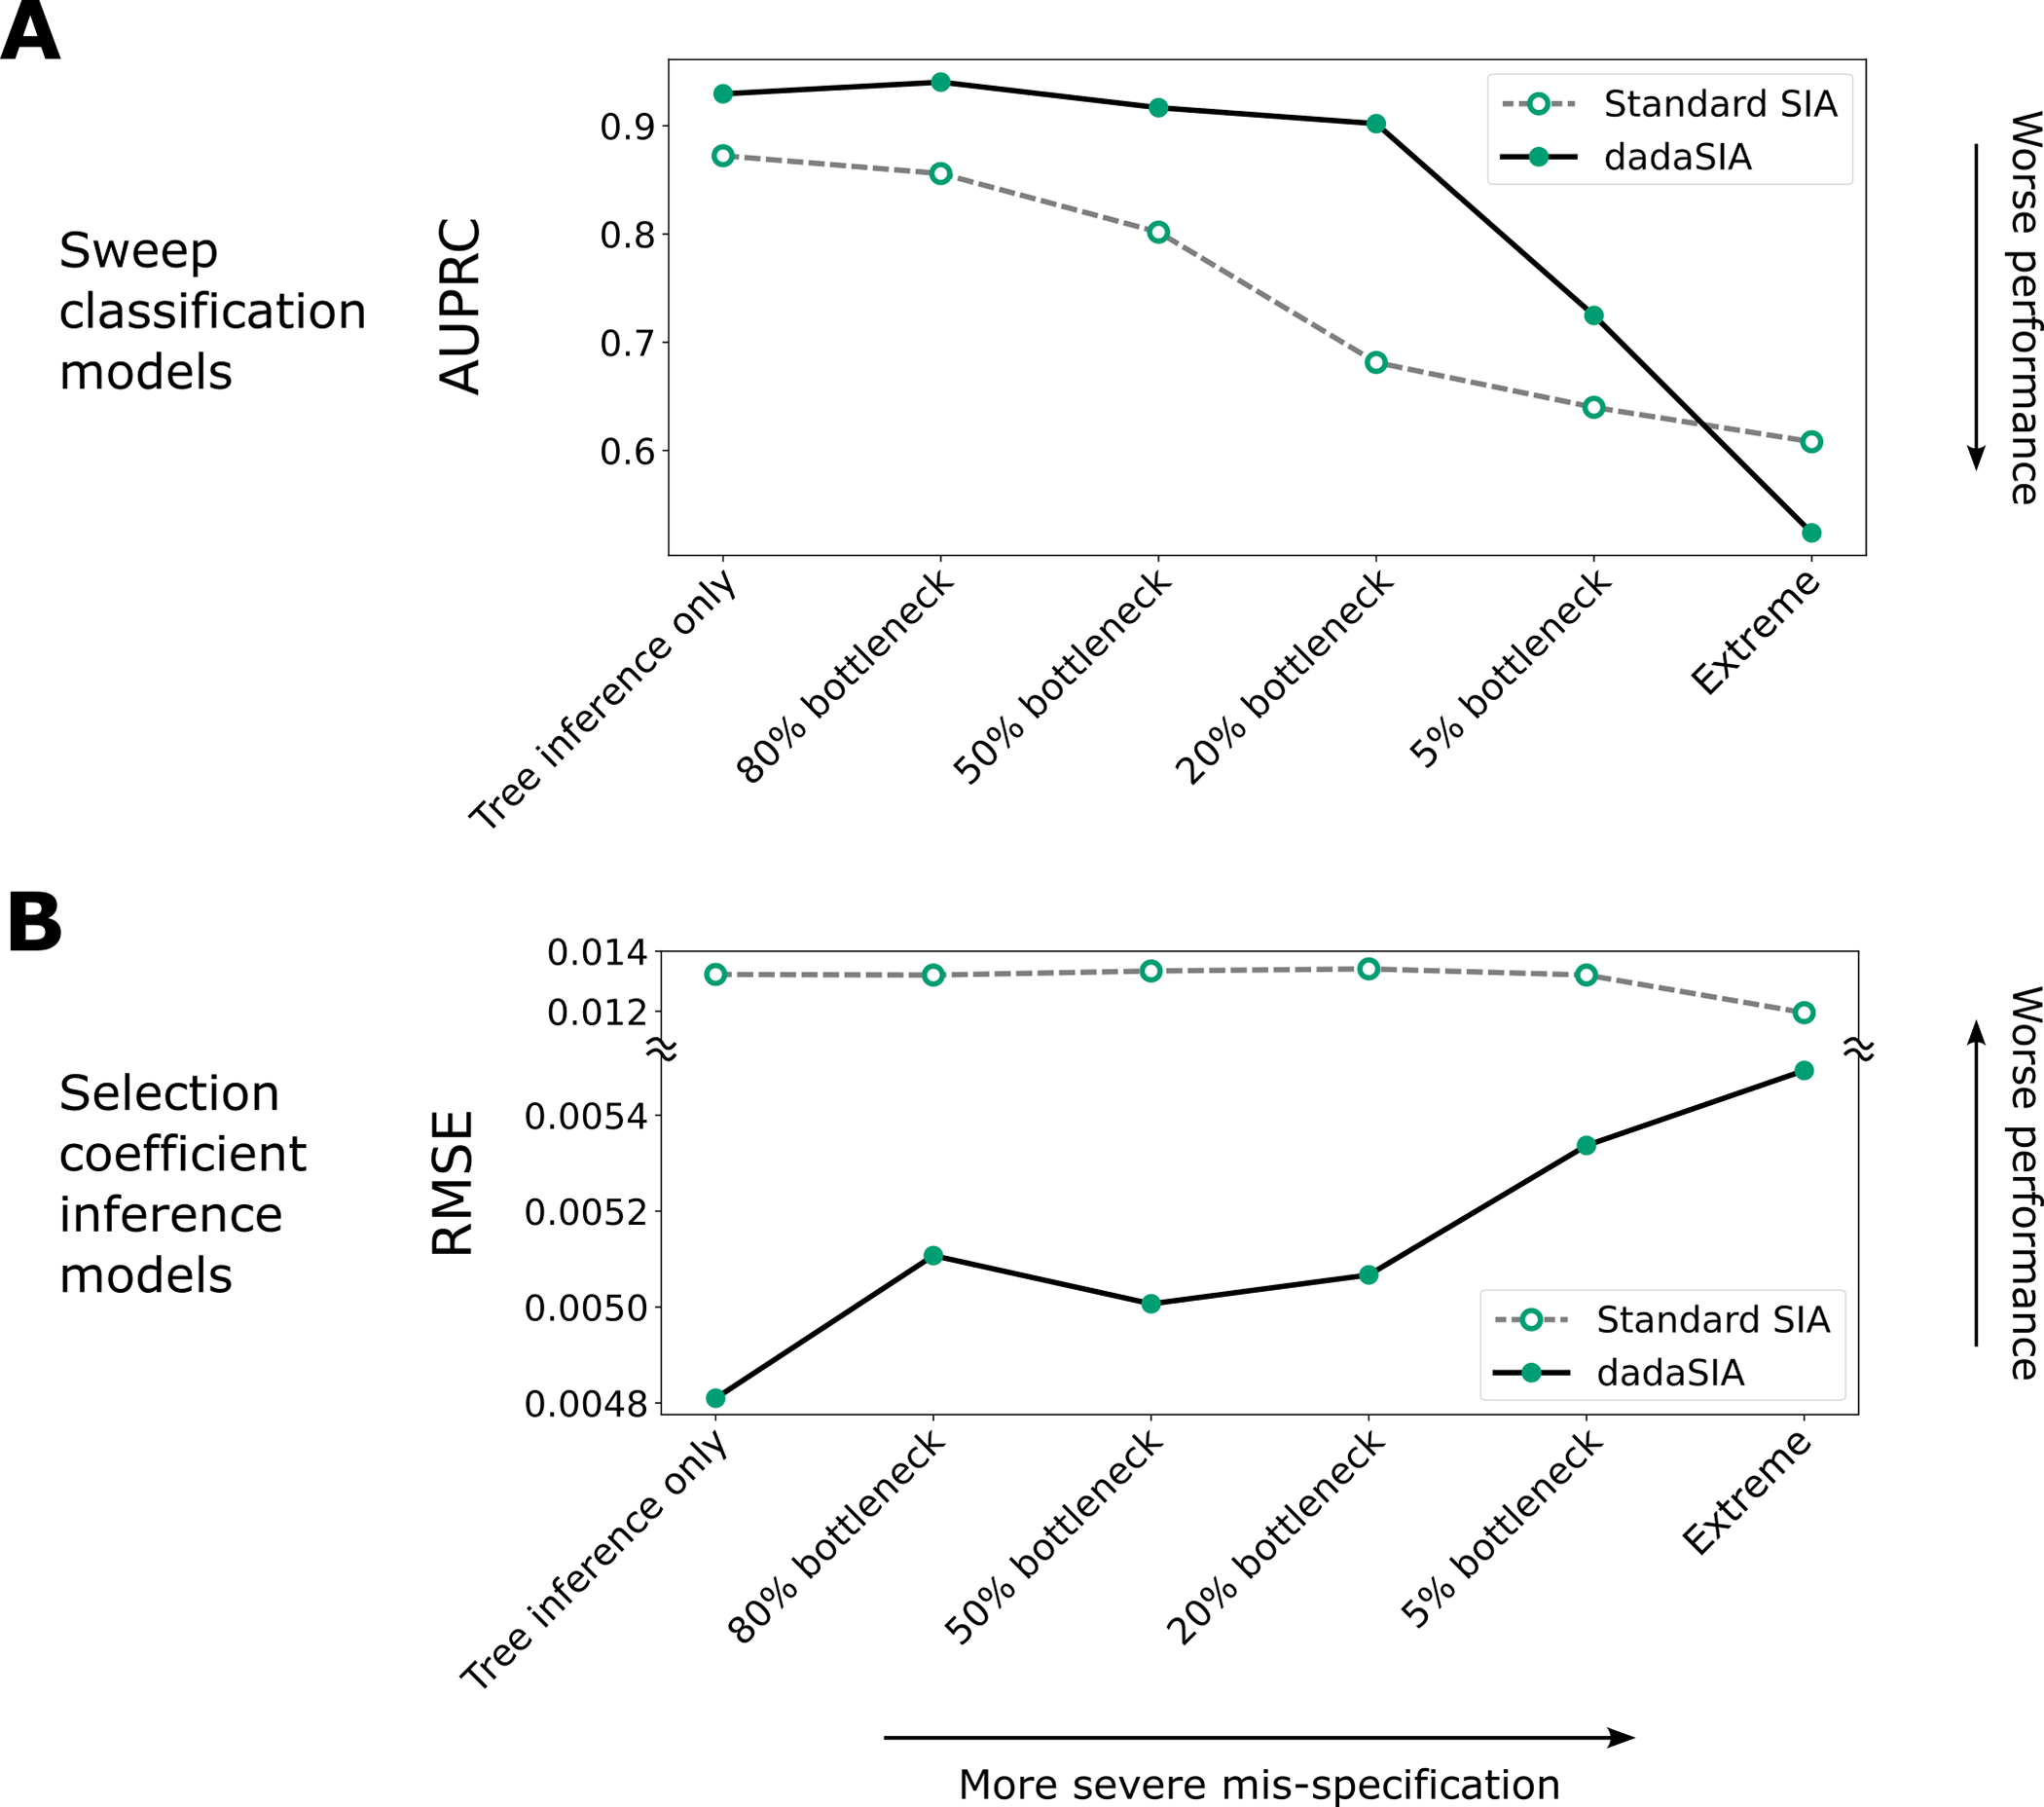 A
Sweep
classification
models
AUPRC
0.9
0.8
0.7
0.6
Standard SIA
dadaSIA
Worse performance
Tree inference only
80% bottleneck
50% bottleneck
20% bottleneck
5% bottleneck
Extreme
B
Selection
coefficient
inference
models
RMSE
0.014
0.012
0.0054
0.0052
0.0050
0.0048
Standard SIA
dadaSIA
Worse performance
Tree inference only
80% bottleneck
50% bottleneck
20% bottleneck
5% bottleneck
Extreme
More severe mis-specification